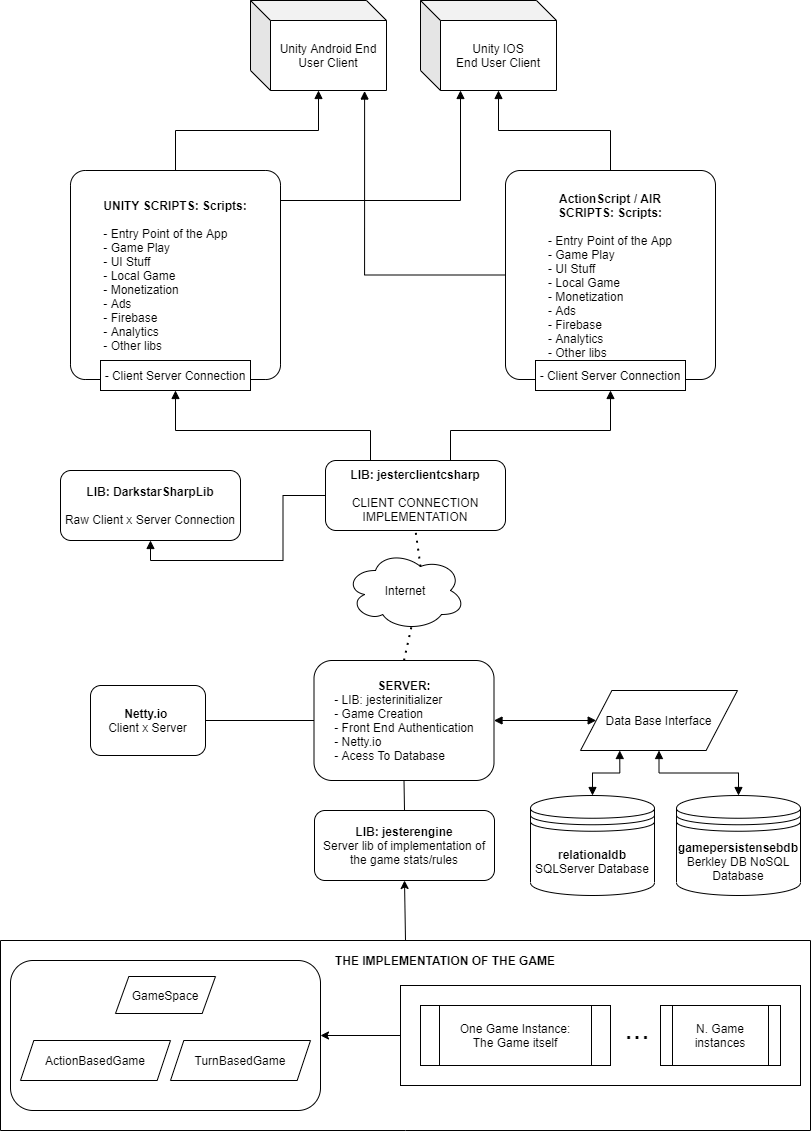 Unity Android End
User Client
Unity IOS
End User Client
UNITY SCRIPTS: Scripts:
- Entry Point of the App
- Game Play
- UI Stuff
- Local Game
- Monetization
- Ads
- Firebase
- Analytics
- Other libs
- Client Server Connection
ActionScript / AIR
SCRIPTS: Scripts:
- Entry Point of the App
- Game Play
- UI Stuff
- Local Game
- Monetization
- Ads
- Firebase
- Analytics
- Other libs
- Client Server Connection
LIB: DarkstarSharpLib
Raw Client x Server Connection
LIB: jesterclientcsharp
CLIENT CONNECTION
IMPLEMENTATION
Internet
Netty.io
Client x Server
SERVER:
- LIB: jesterinitializer
- Game Creation
- Front End Authentication
- Netty.io
- Acess To Database
Data Base Interface
relationaldb
SQLServer Database
gamepersistensebdb
Berkley DB NoSQL
Database
LIB: jesterengine
Server lib of implementation of
the game stats/rules
THE IMPLEMENTATION OF THE GAME
GameSpace
ActionBasedGame
TurnBasedGame
One Game Instance:
The Game itself
...
N. Game
instances